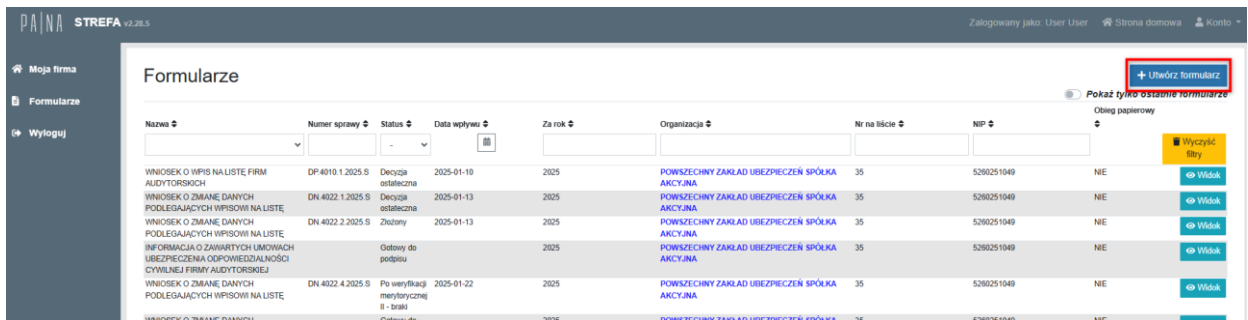 PA|NA STREFA v2.28.5
Zalogowany jako: User User Strona domowa Konto
Moja firma
Formularze
Wyloguj
Formularze
+ Utwórz formularz
Pokaż tylko ostatnie formularze
Nazwa Numer sprawy Status Data wpływu Za rok Organizacja Nr na liście NIP Obieg papierowy
-
Wyczyść
filtry
WNIOSEK O WPIS NA LISTĘ FIRM
AUDYTORSKICH
DP.4010.1.2025.S
Decyzja
ostateczna
2025-01-10
2025
POWSZECHNY ZAKŁAD UBEZPIECZEŃ SPÓŁKA
AKCYJNA
35
5260251049
NIE
Widok
WNIOSEK O ZMIANĘ DANYCH
PODLEGAJĄCYCH WPISOWI NA LISTĘ
DN.4022.1.2025.S
Decyzja
ostateczna
2025-01-13
2025
POWSZECHNY ZAKŁAD UBEZPIECZEŃ SPÓŁKA
AKCYJNA
35
5260251049
NIE
Widok
WNIOSEK O ZMIANĘ DANYCH
PODLEGAJĄCYCH WPISOWI NA LISTĘ
DN.4022.2.2025.S
Złożony
2025-01-13
2025
POWSZECHNY ZAKŁAD UBEZPIECZEŃ SPÓŁKA
AKCYJNA
35
5260251049
NIE
Widok
INFORMACJA O ZAWARTYCH UMOWACH
UBEZPIECZENIA ODPOWIEDZIALNOŚCI
CYWILNEJ FIRMY AUDYTORSKIEJ
Gotowy do
podpisu
2025
POWSZECHNY ZAKŁAD UBEZPIECZEŃ SPÓŁKA
AKCYJNA
35
5260251049
NIE
Widok
WNIOSEK O ZMIANĘ DANYCH
PODLEGAJĄCYCH WPISOWI NA LISTĘ
DN.4022.4.2025.S
Po weryfikacji
merytorycznej
II - braki
2025-01-22
2025
POWSZECHNY ZAKŁAD UBEZPIECZEŃ SPÓŁKA
AKCYJNA
35
5260251049
NIE
Widok